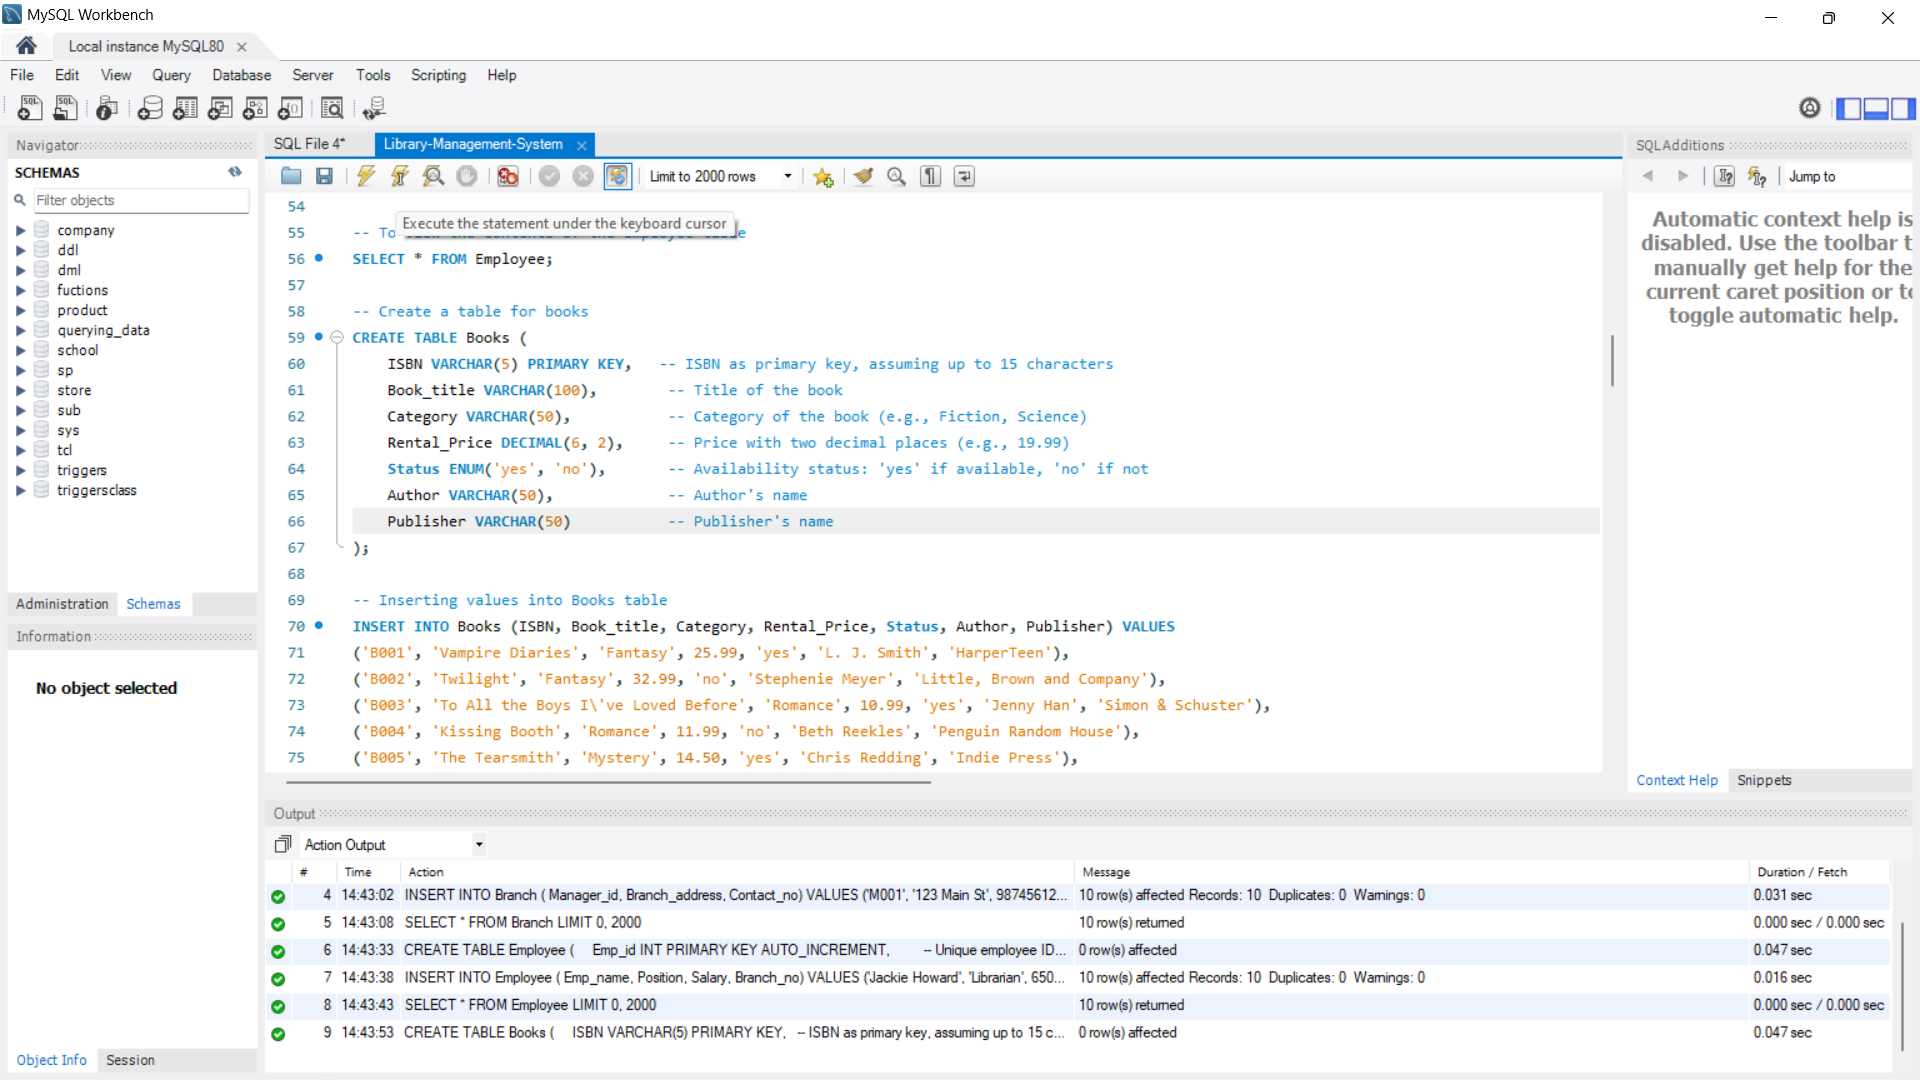 MySQL Workbench
Local instance MySQL80
File Edit View Query Database Server Tools Scripting Help
Navigator
SCHEMAS
Filter objects
company
ddl
dml
fuctions
product
querying_data
school
sp
store
sub
sys
tcl
triggers
triggersclass
Administration Schemas
Information
No object selected
Object Info Session
SQL File 4* Library-Management-System
Limit to 2000 rows
Execute the statement under the keyboard cursor
54
55 -- To
56 SELECT * FROM Employee;
57
58 -- Create a table for books
59 CREATE TABLE Books (
60 ISBN VARCHAR(5) PRIMARY KEY, -- ISBN as primary key, assuming up to 15 characters
61 Book_title VARCHAR(100), -- Title of the book
62 Category VARCHAR(50), -- Category of the book (e.g., Fiction, Science)
63 Rental_Price DECIMAL(6, 2), -- Price with two decimal places (e.g., 19.99)
64 Status ENUM('yes', 'no'), -- Availability status: 'yes' if available, 'no' if not
65 Author VARCHAR(50), -- Author's name
66 Publisher VARCHAR(50) -- Publisher's name
67 );
68
69 -- Inserting values into Books table
70 INSERT INTO Books (ISBN, Book_title, Category, Rental_Price, Status, Author, Publisher) VALUES
71 ('B001', 'Vampire Diaries', 'Fantasy', 25.99, 'yes', 'L. J. Smith', 'HarperTeen'),
72 ('B002', 'Twilight', 'Fantasy', 32.99, 'no', 'Stephenie Meyer', 'Little, Brown and Company'),
73 ('B003', 'To All the Boys I\'ve Loved Before', 'Romance', 10.99, 'yes', 'Jenny Han', 'Simon & Schuster'),
74 ('B004', 'Kissing Booth', 'Romance', 11.99, 'no', 'Beth Reekles', 'Penguin Random House'),
75 ('B005', 'The Tearsmith', 'Mystery', 14.50, 'yes', 'Chris Redding', 'Indie Press'),
SQLAdditions
Jump to
Automatic context help is
disabled. Use the toolbar t
manually get help for the
current caret position or to
toggle automatic help.
Context Help Snippets
Output
Action Output
# Time Action Message Duration / Fetch
4 14:43:02 INSERT INTO Branch ( Manager_id, Branch_address, Contact_no) VALUES ('M001', '123 Main St', 98745612... 10 row(s) affected Records: 10 Duplicates: 0 Warnings: 0 0.031 sec
5 14:43:08 SELECT * FROM Branch LIMIT 0, 2000 10 row(s) returned 0.000 sec / 0.000 sec
6 14:43:33 CREATE TABLE Employee ( Emp_id INT PRIMARY KEY AUTO_INCREMENT, -- Unique employee ID... 0 row(s) affected 0.047 sec
7 14:43:38 INSERT INTO Employee ( Emp_name, Position, Salary, Branch_no) VALUES ('Jackie Howard', 'Librarian', 650... 10 row(s) affected Records: 10 Duplicates: 0 Warnings: 0 0.016 sec
8 14:43:43 SELECT * FROM Employee LIMIT 0, 2000 10 row(s) returned 0.000 sec / 0.000 sec
9 14:43:53 CREATE TABLE Books ( ISBN VARCHAR(5) PRIMARY KEY, -- ISBN as primary key, assuming up to 15 c... 0 row(s) affected 0.047 sec